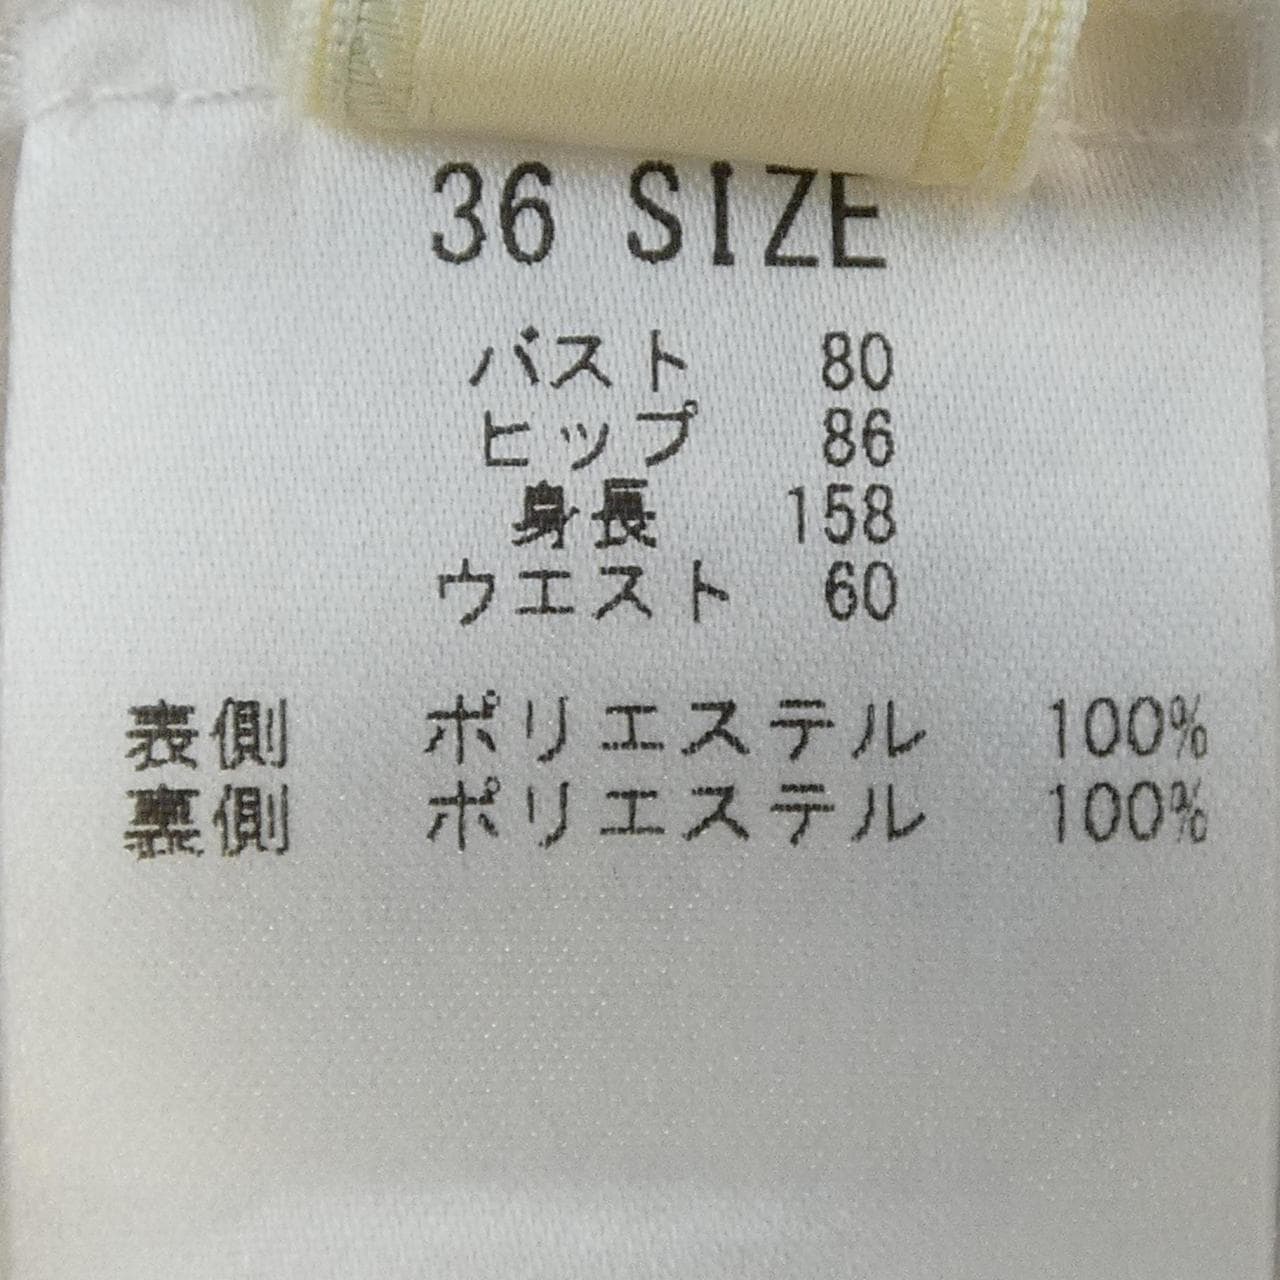 36 SIZE
バスト 80
ヒップ 86
身長 158
ウエスト 60
表側 ポリエステル 100%
裏側 ポリエステル 100%